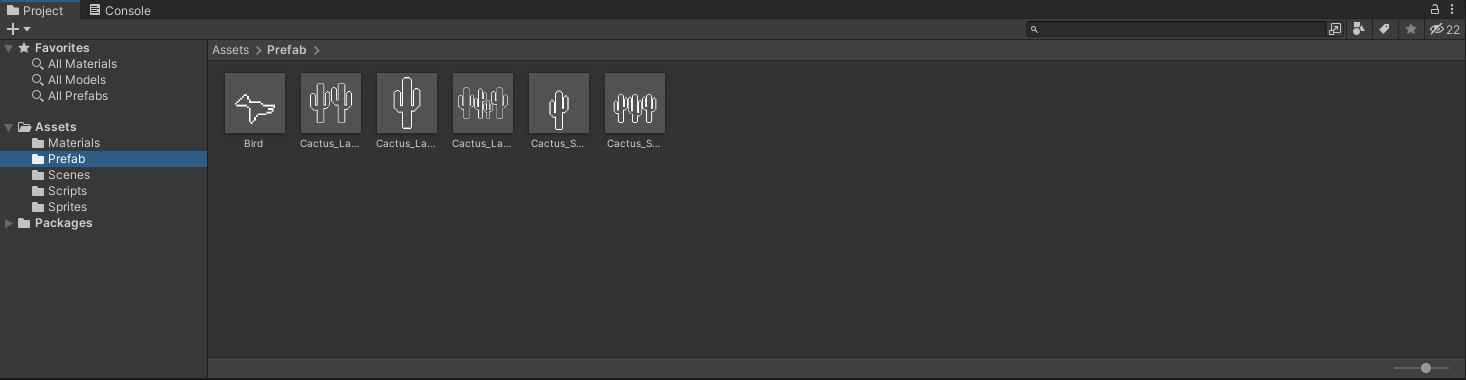 Project Console
22
Favorites
All Materials
All Models
All Prefabs
Assets
Materials
Prefab
Scenes
Scripts
Sprites
Packages
Assets > Prefab >
Bird Cactus_La... Cactus_La... Cactus_La... Cactus_S... Cactus_S...